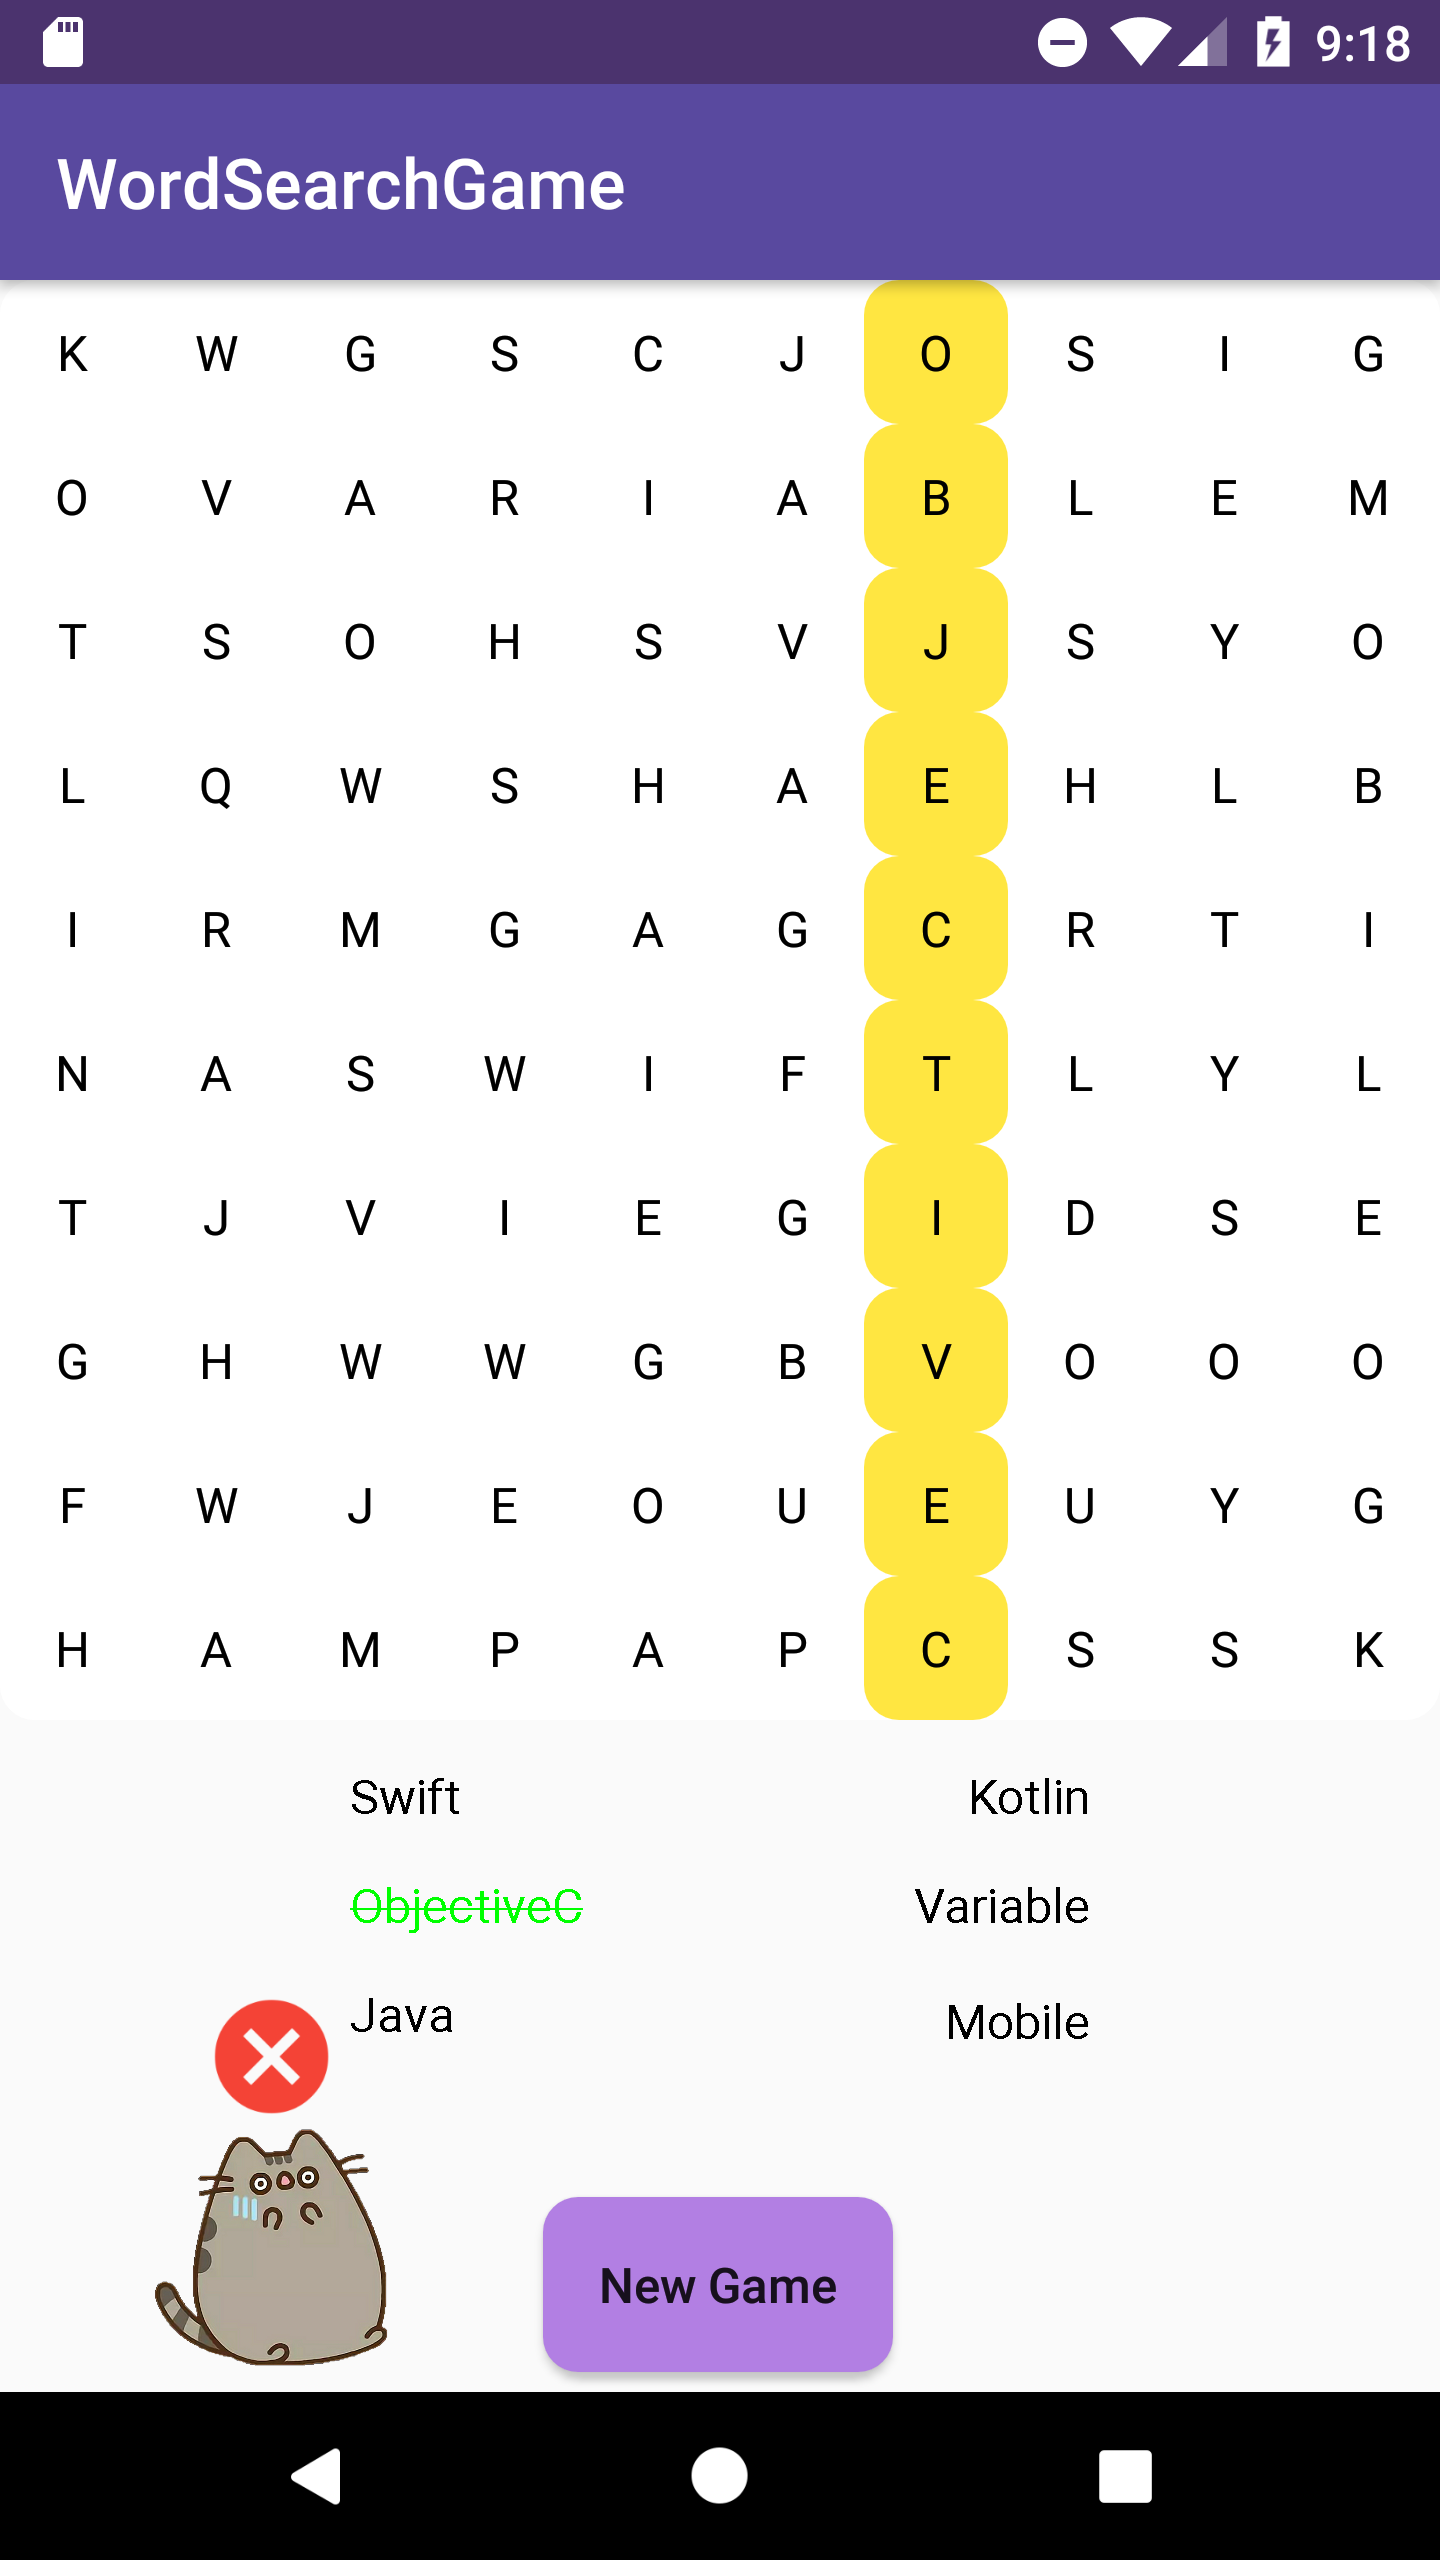 9:18
WordSearchGame
K W G S C J O S I G
O V A R I A B L E M
T S O H S V J S Y O
L Q W S H A E H L B
I R M G A G C R T I
N A S W I F T L Y L
T J V I E G I D S E
G H W W G B V O O O
F W J E O U E U Y G
H A M P A P C S S K
Swift Kotlin
ObjectiveC Variable
Java Mobile
New Game